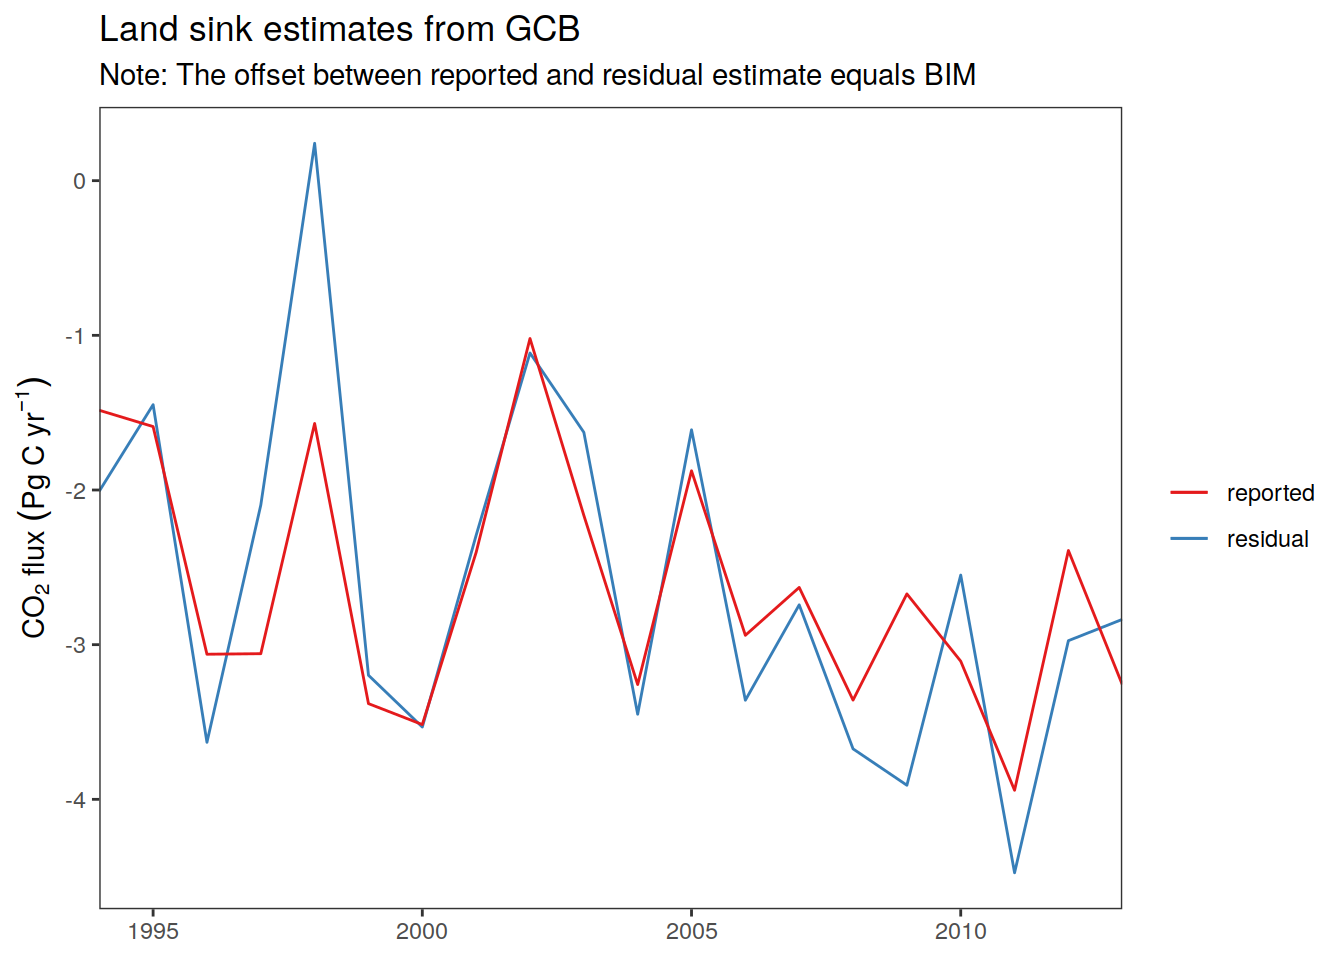 Land sink estimates from GCB
Note: The offset between reported and residual estimate equals BIM
CO₂ flux (Pg C yr⁻¹)
0
-1
-2
-3
-4
1995
2000
2005
2010
reported
residual